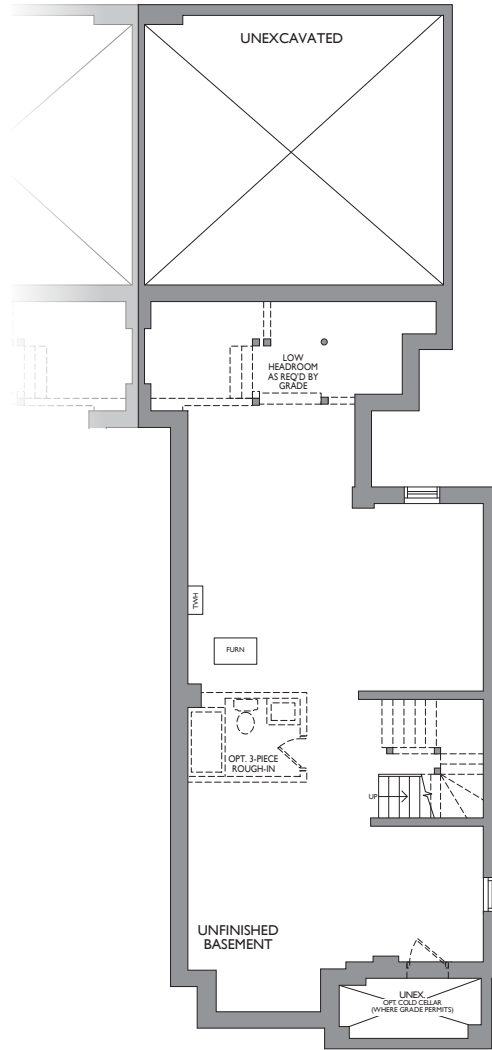 UNEXCAVATED
LOW
HEADROOM
AS REQ'D BY
GRADE
TWH
FURN
OPT. 3-PIECE
ROUGH-IN
UP
UNFINISHED
BASEMENT
UNEX.
OPT. COLD CELLAR
(WHERE GRADE PERMITS)